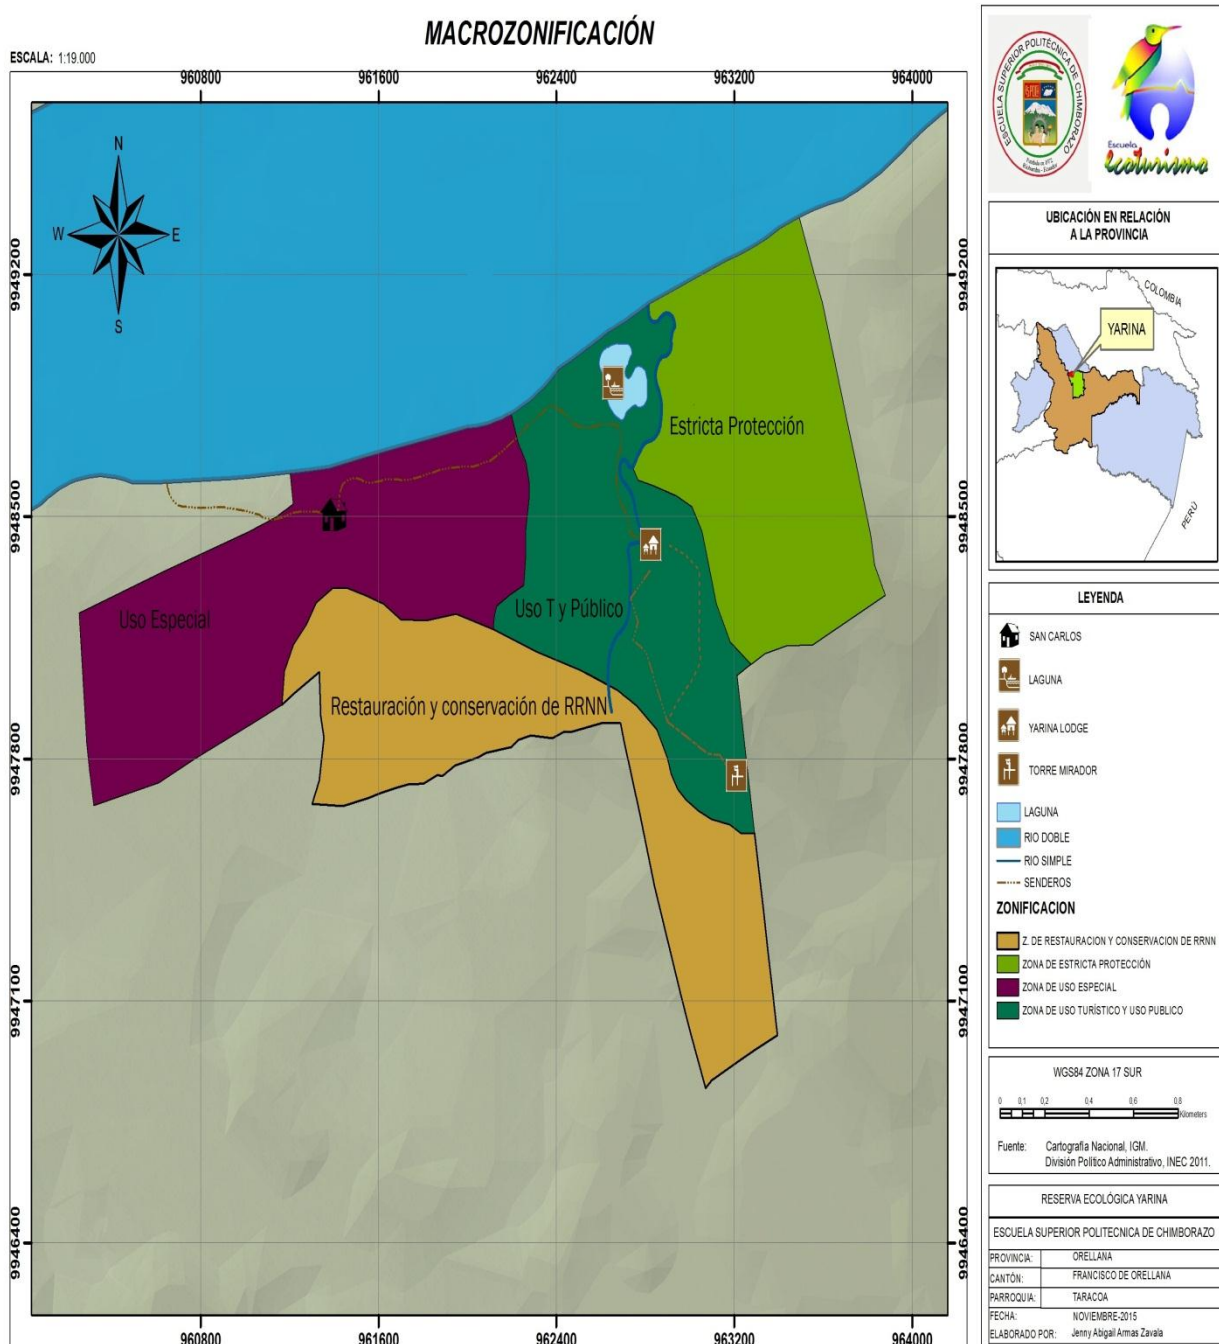 MACROZONIFICACIÓN
ESCALA: 1:19.000
960800 961600 962400 963200 964000
N
W E
S
9949200
9949200
9948500
9948500
9947800
9947800
9947100
9947100
9946400
9946400
Estricta Protección
Uso Especial
Uso T y Público
Restauración y conservación de RRNN
960800 961600 962400 963200 964000
ESCUELA SUPERIOR POLITÉCNICA DE CHIMBORAZO
Escuela
Ecoturismo
UBICACIÓN EN RELACIÓN
A LA PROVINCIA
COLOMBIA
YARINA
PERÚ
LEYENDA
SAN CARLOS
LAGUNA
YARINA LODGE
TORRE MIRADOR
LAGUNA
RIO DOBLE
RIO SIMPLE
SENDEROS
ZONIFICACION
Z. DE RESTAURACION Y CONSERVACION DE RRNN
ZONA DE ESTRICTA PROTECCIÓN
ZONA DE USO ESPECIAL
ZONA DE USO TURÍSTICO Y USO PUBLICO
WGS84 ZONA 17 SUR
0 0,1 0,2 0,4 0,6 0,8
Kilometers
Fuente: Cartografía Nacional, IGM.
División Político Administrativo, INEC 2011.
RESERVA ECOLÓGICA YARINA
ESCUELA SUPERIOR POLITECNICA DE CHIMBORAZO
PROVINCIA: ORELLANA
CANTÓN: FRANCISCO DE ORELLANA
PARROQUIA: TARACOA
FECHA: NOVIEMBRE-2015
ELABORADO POR: Jenny Abigail Armas Zavala